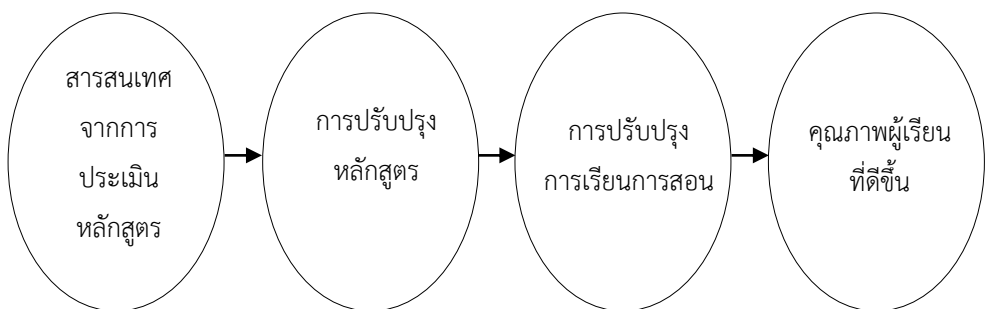 สารสนเทศ
จากการ
ประเมิน
หลักสูตร
การปรับปรุง
หลักสูตร
การปรับปรุง
การเรียนการสอน
คุณภาพผู้เรียน
ที่ดีขึ้น